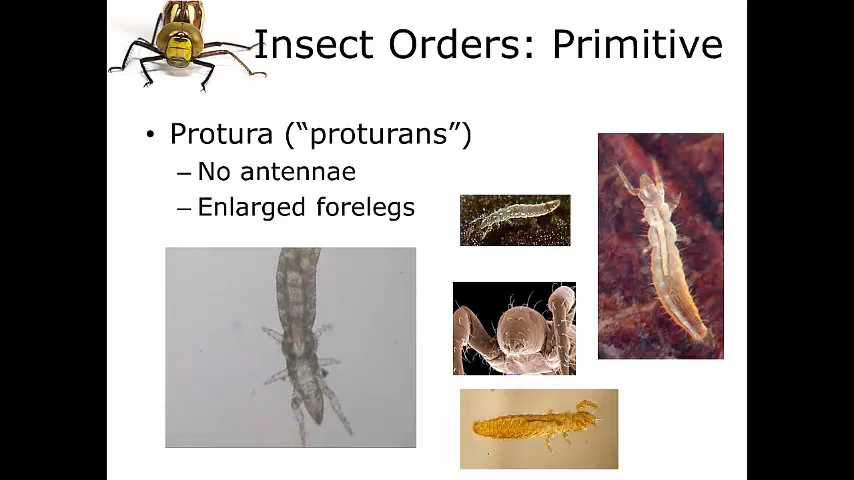 Insect Orders: Primitive
• Protura (“proturans”)
– No antennae
– Enlarged forelegs